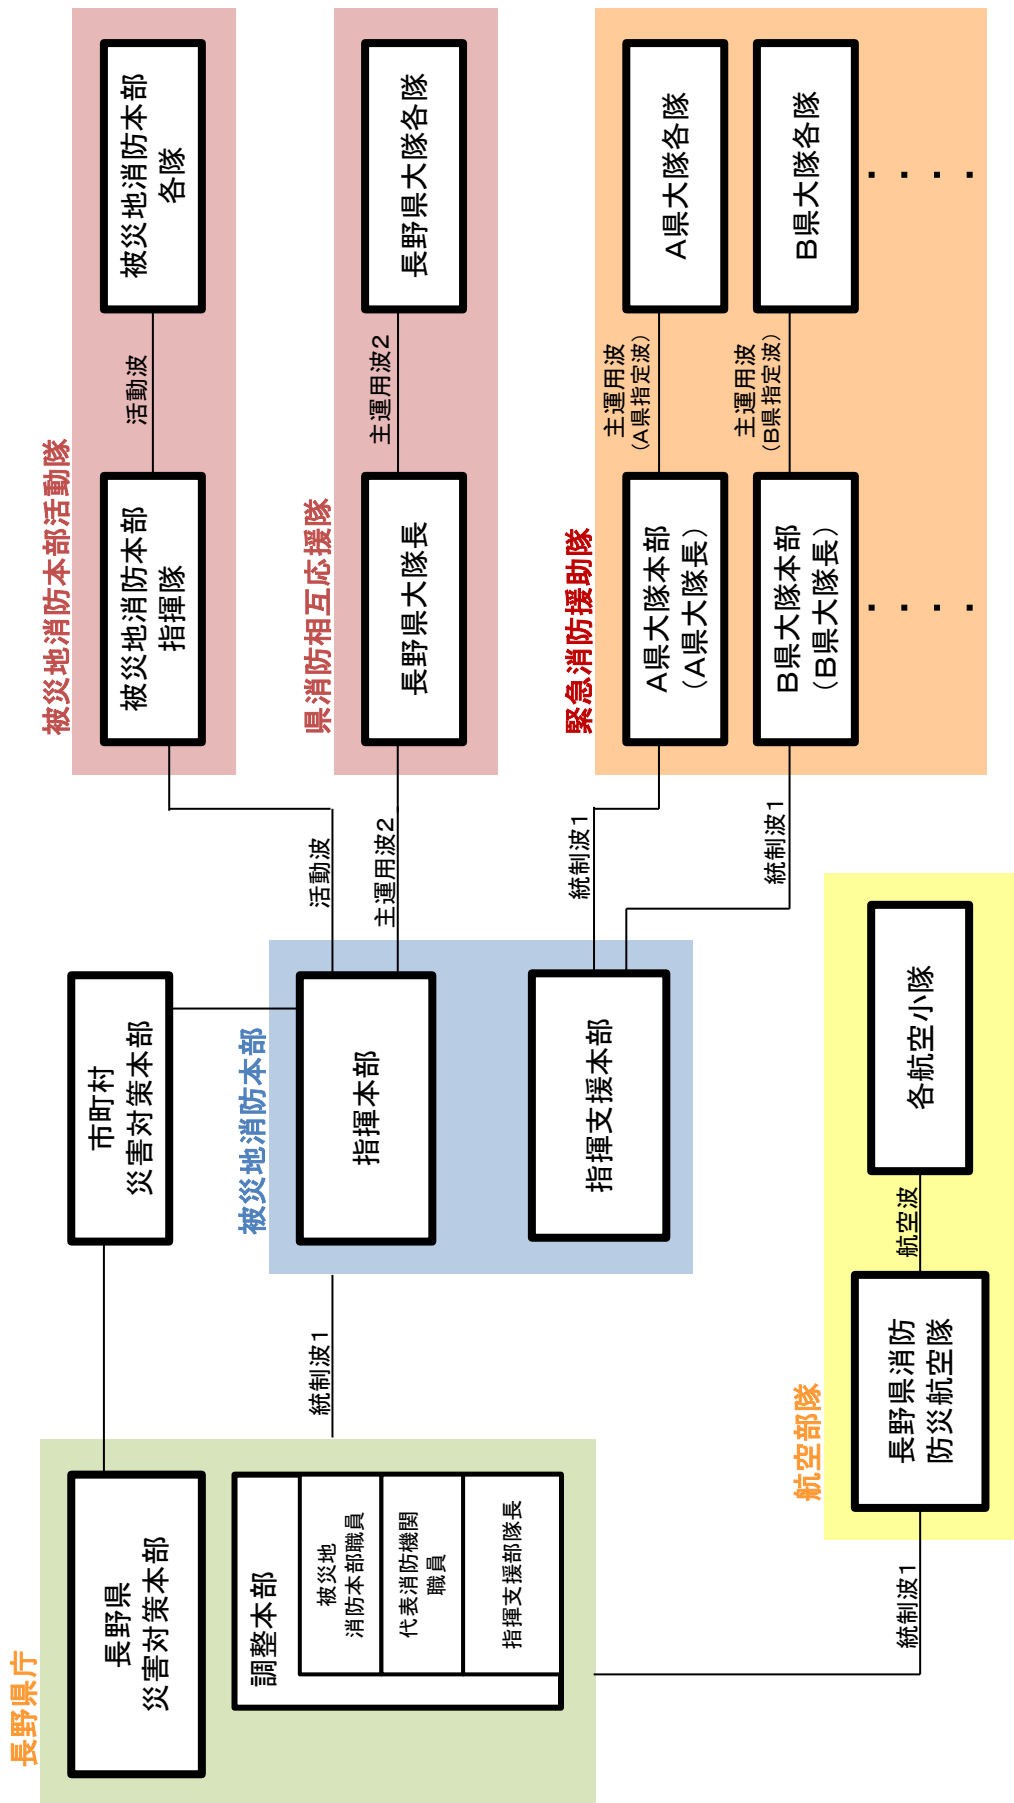 長野県庁
長野県
災害対策本部
調整本部
被災地
消防本部職員
代表消防機関
職員
指揮支援部隊長
統制波1
統制波1
市町村
災害対策本部
被災地消防本部
指揮本部
指揮支援本部
航空部隊
長野県消防
防災航空隊
航空波
各航空小隊
活動波
主運用波2
統制波1
統制波1
被災地消防本部活動隊
被災地消防本部
指揮隊
活動波
被災地消防本部
各隊
県消防相互応援隊
長野県大隊長
主運用波2
長野県大隊各隊
緊急消防援助隊
A県大隊本部
（A県大隊長）
主運用波
（A県指定波）
A県大隊各隊
B県大隊本部
（B県大隊長）
主運用波
（B県指定波）
B県大隊各隊
・・・・
・・・・